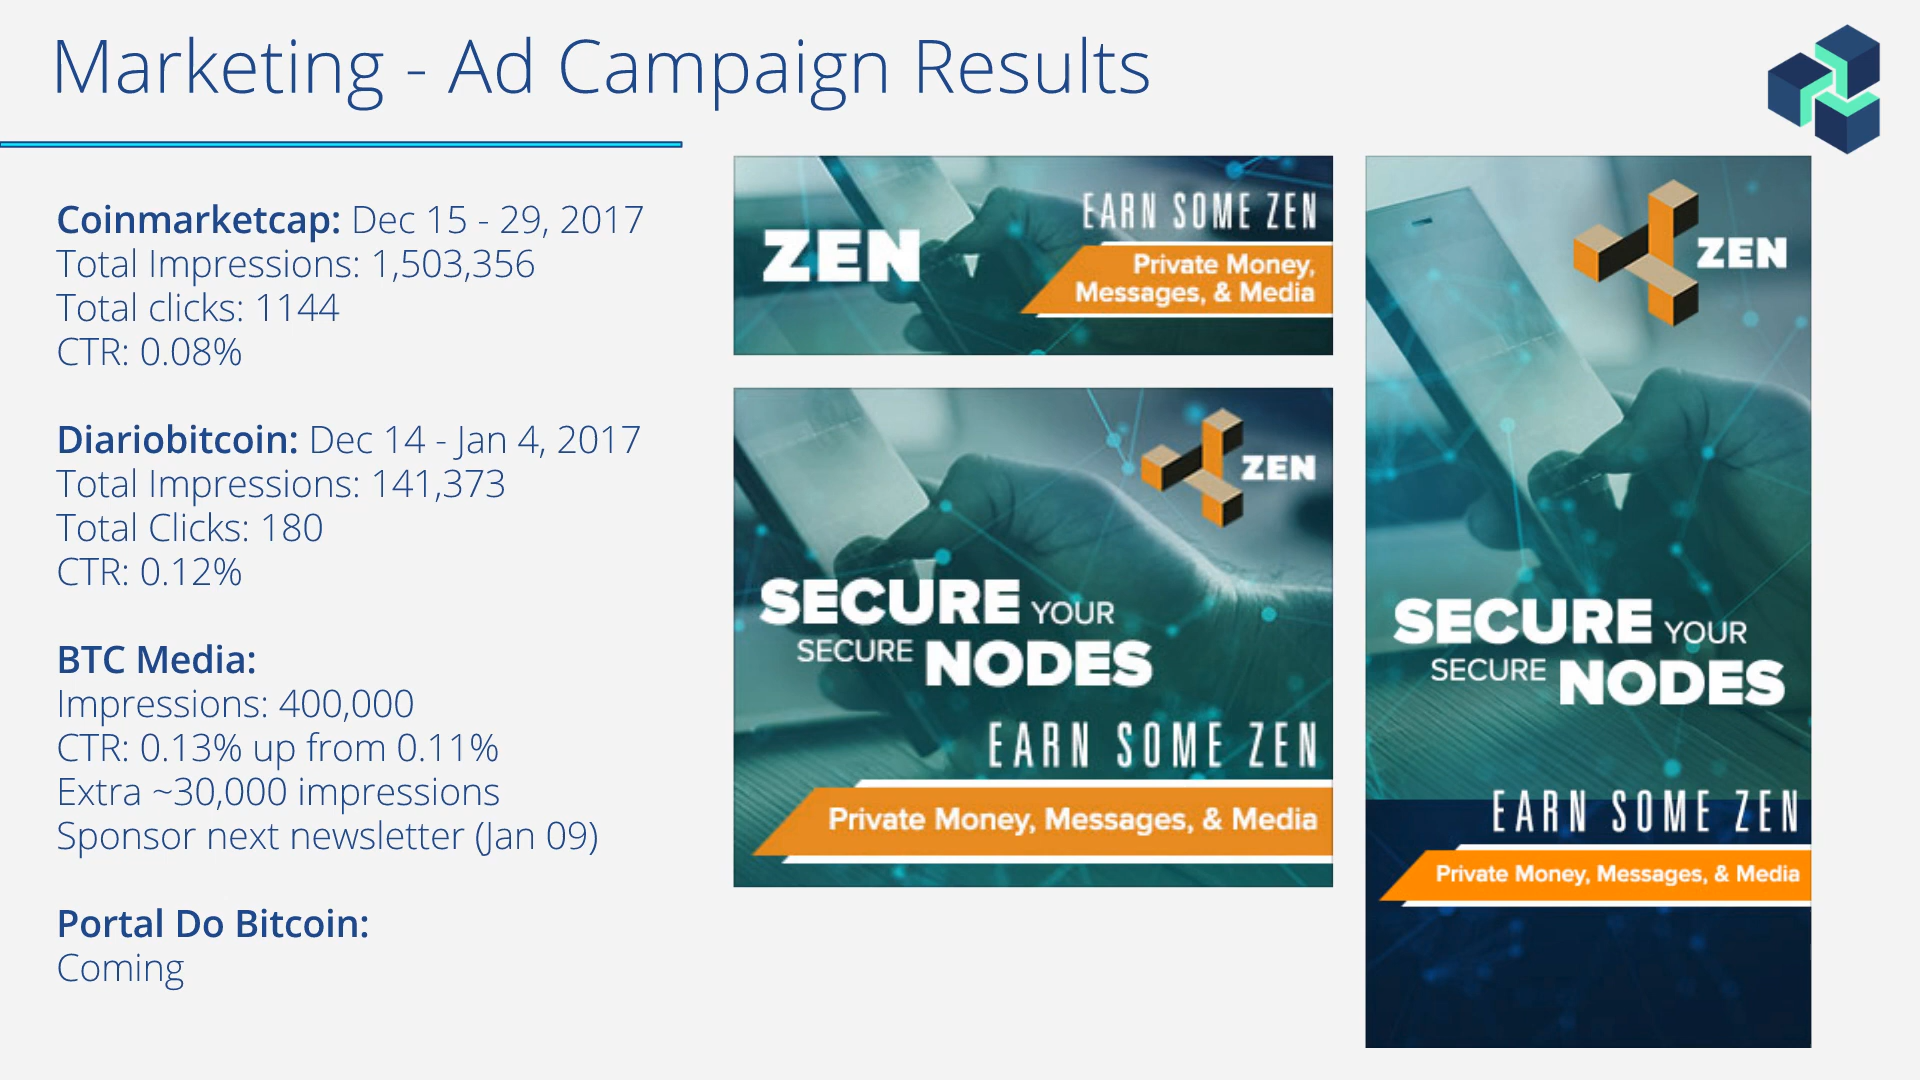 Marketing - Ad Campaign Results
Coinmarketcap: Dec 15 - 29, 2017
Total Impressions: 1,503,356
Total clicks: 1144
CTR: 0.08%
Diariobitcoin: Dec 14 - Jan 4, 2017
Total Impressions: 141,373
Total Clicks: 180
CTR: 0.12%
BTC Media:
Impressions: 400,000
CTR: 0.13% up from 0.11%
Extra ~30,000 impressions
Sponsor next newsletter (Jan 09)
Portal Do Bitcoin:
Coming
ZEN
EARN SOME ZEN
Private Money,
Messages, & Media
ZEN
SECURE YOUR
SECURE NODES
EARN SOME ZEN
Private Money, Messages, & Media
ZEN
SECURE YOUR
SECURE NODES
EARN SOME ZEN
Private Money, Messages, & Media